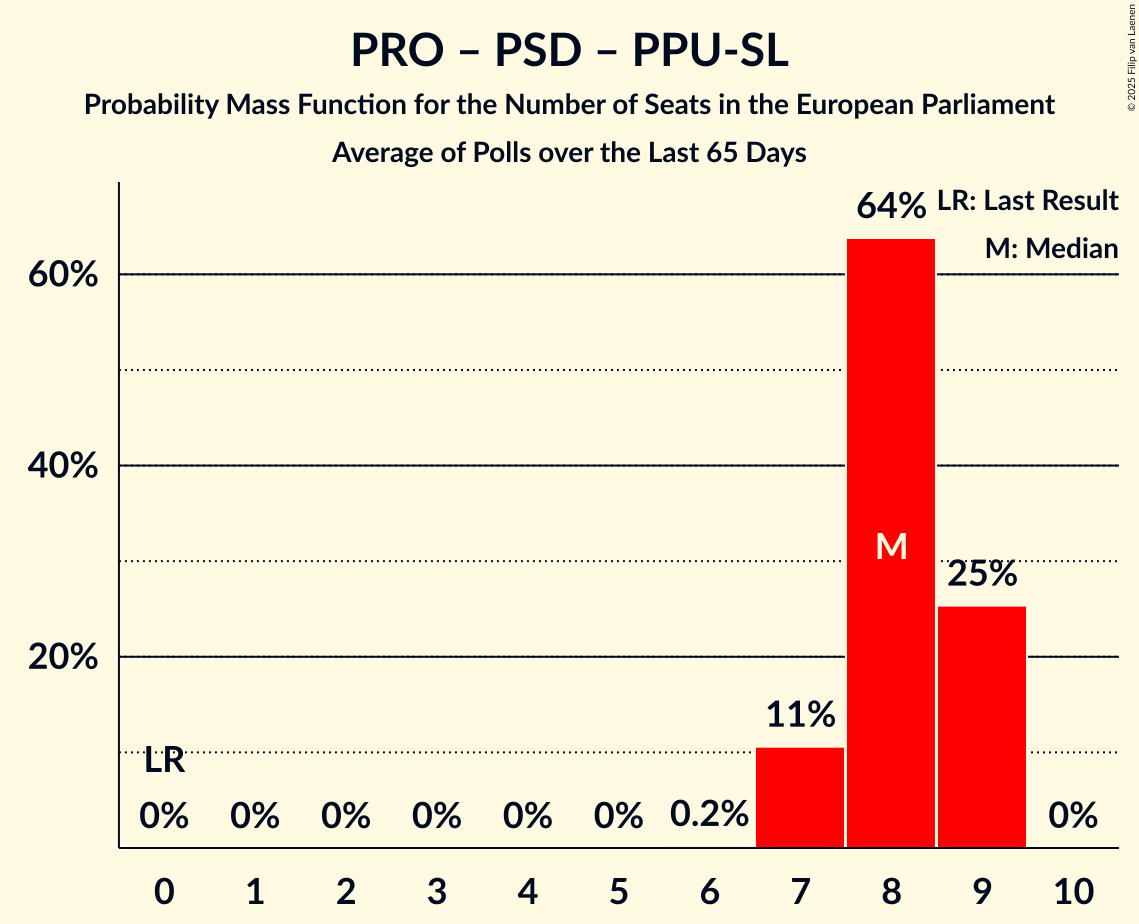 PRO – PSD – PPU-SL
Probability Mass Function for the Number of Seats in the European Parliament
Average of Polls over the Last 65 Days
© 2025 Filip van Laenen
LR: Last Result
M: Median
60%
40%
20%
64%
M
25%
11%
LR
0%
0%
0%
0%
0%
0%
0.2%
0%
0 1 2 3 4 5 6 7 8 9 10